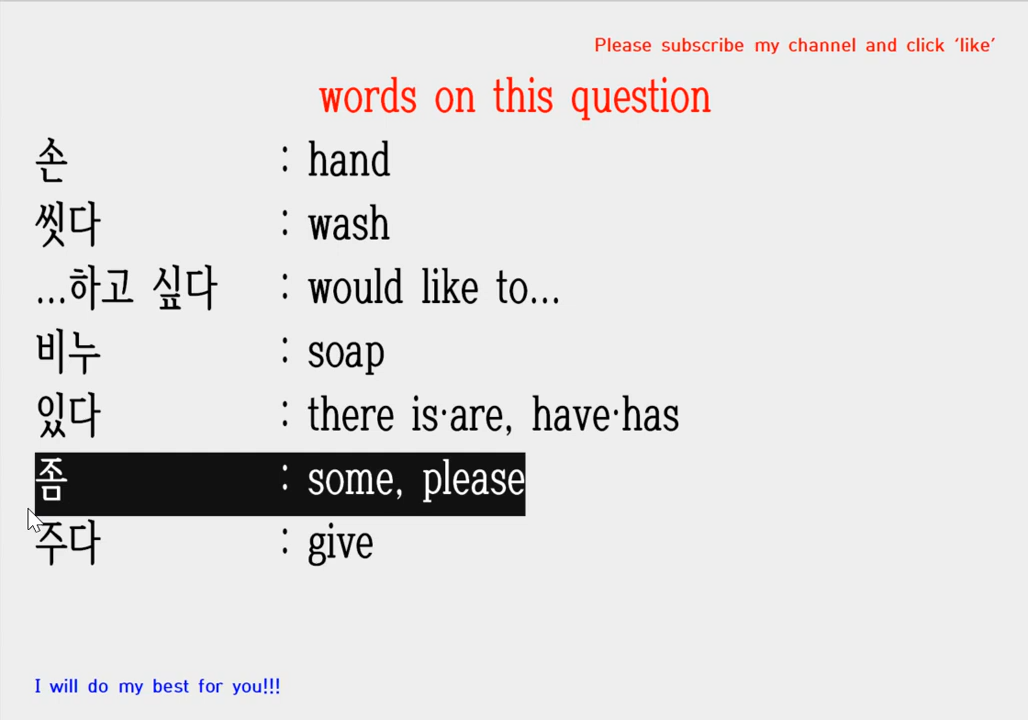 Please subscribe my channel and click ‘like’
words on this question
손 : hand
씻다 : wash
...하고 싶다 : would like to...
비누 : soap
있다 : there is·are, have·has
좀 : some, please
주다 : give
I will do my best for you!!!